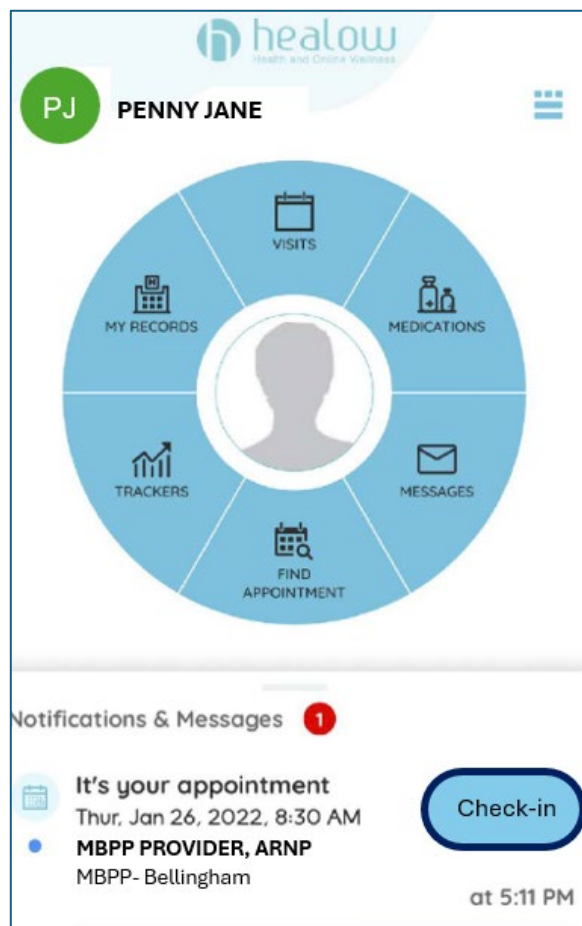 healow
Health and Online Wellness
PJ
PENNY JANE
VISITS
MY RECORDS
MEDICATIONS
TRACKERS
MESSAGES
FIND
APPOINTMENT
Notifications & Messages 1
It's your appointment
Thur, Jan 26, 2022, 8:30 AM
MBPP PROVIDER, ARNP
MBPP- Bellingham
Check-in
at 5:11 PM